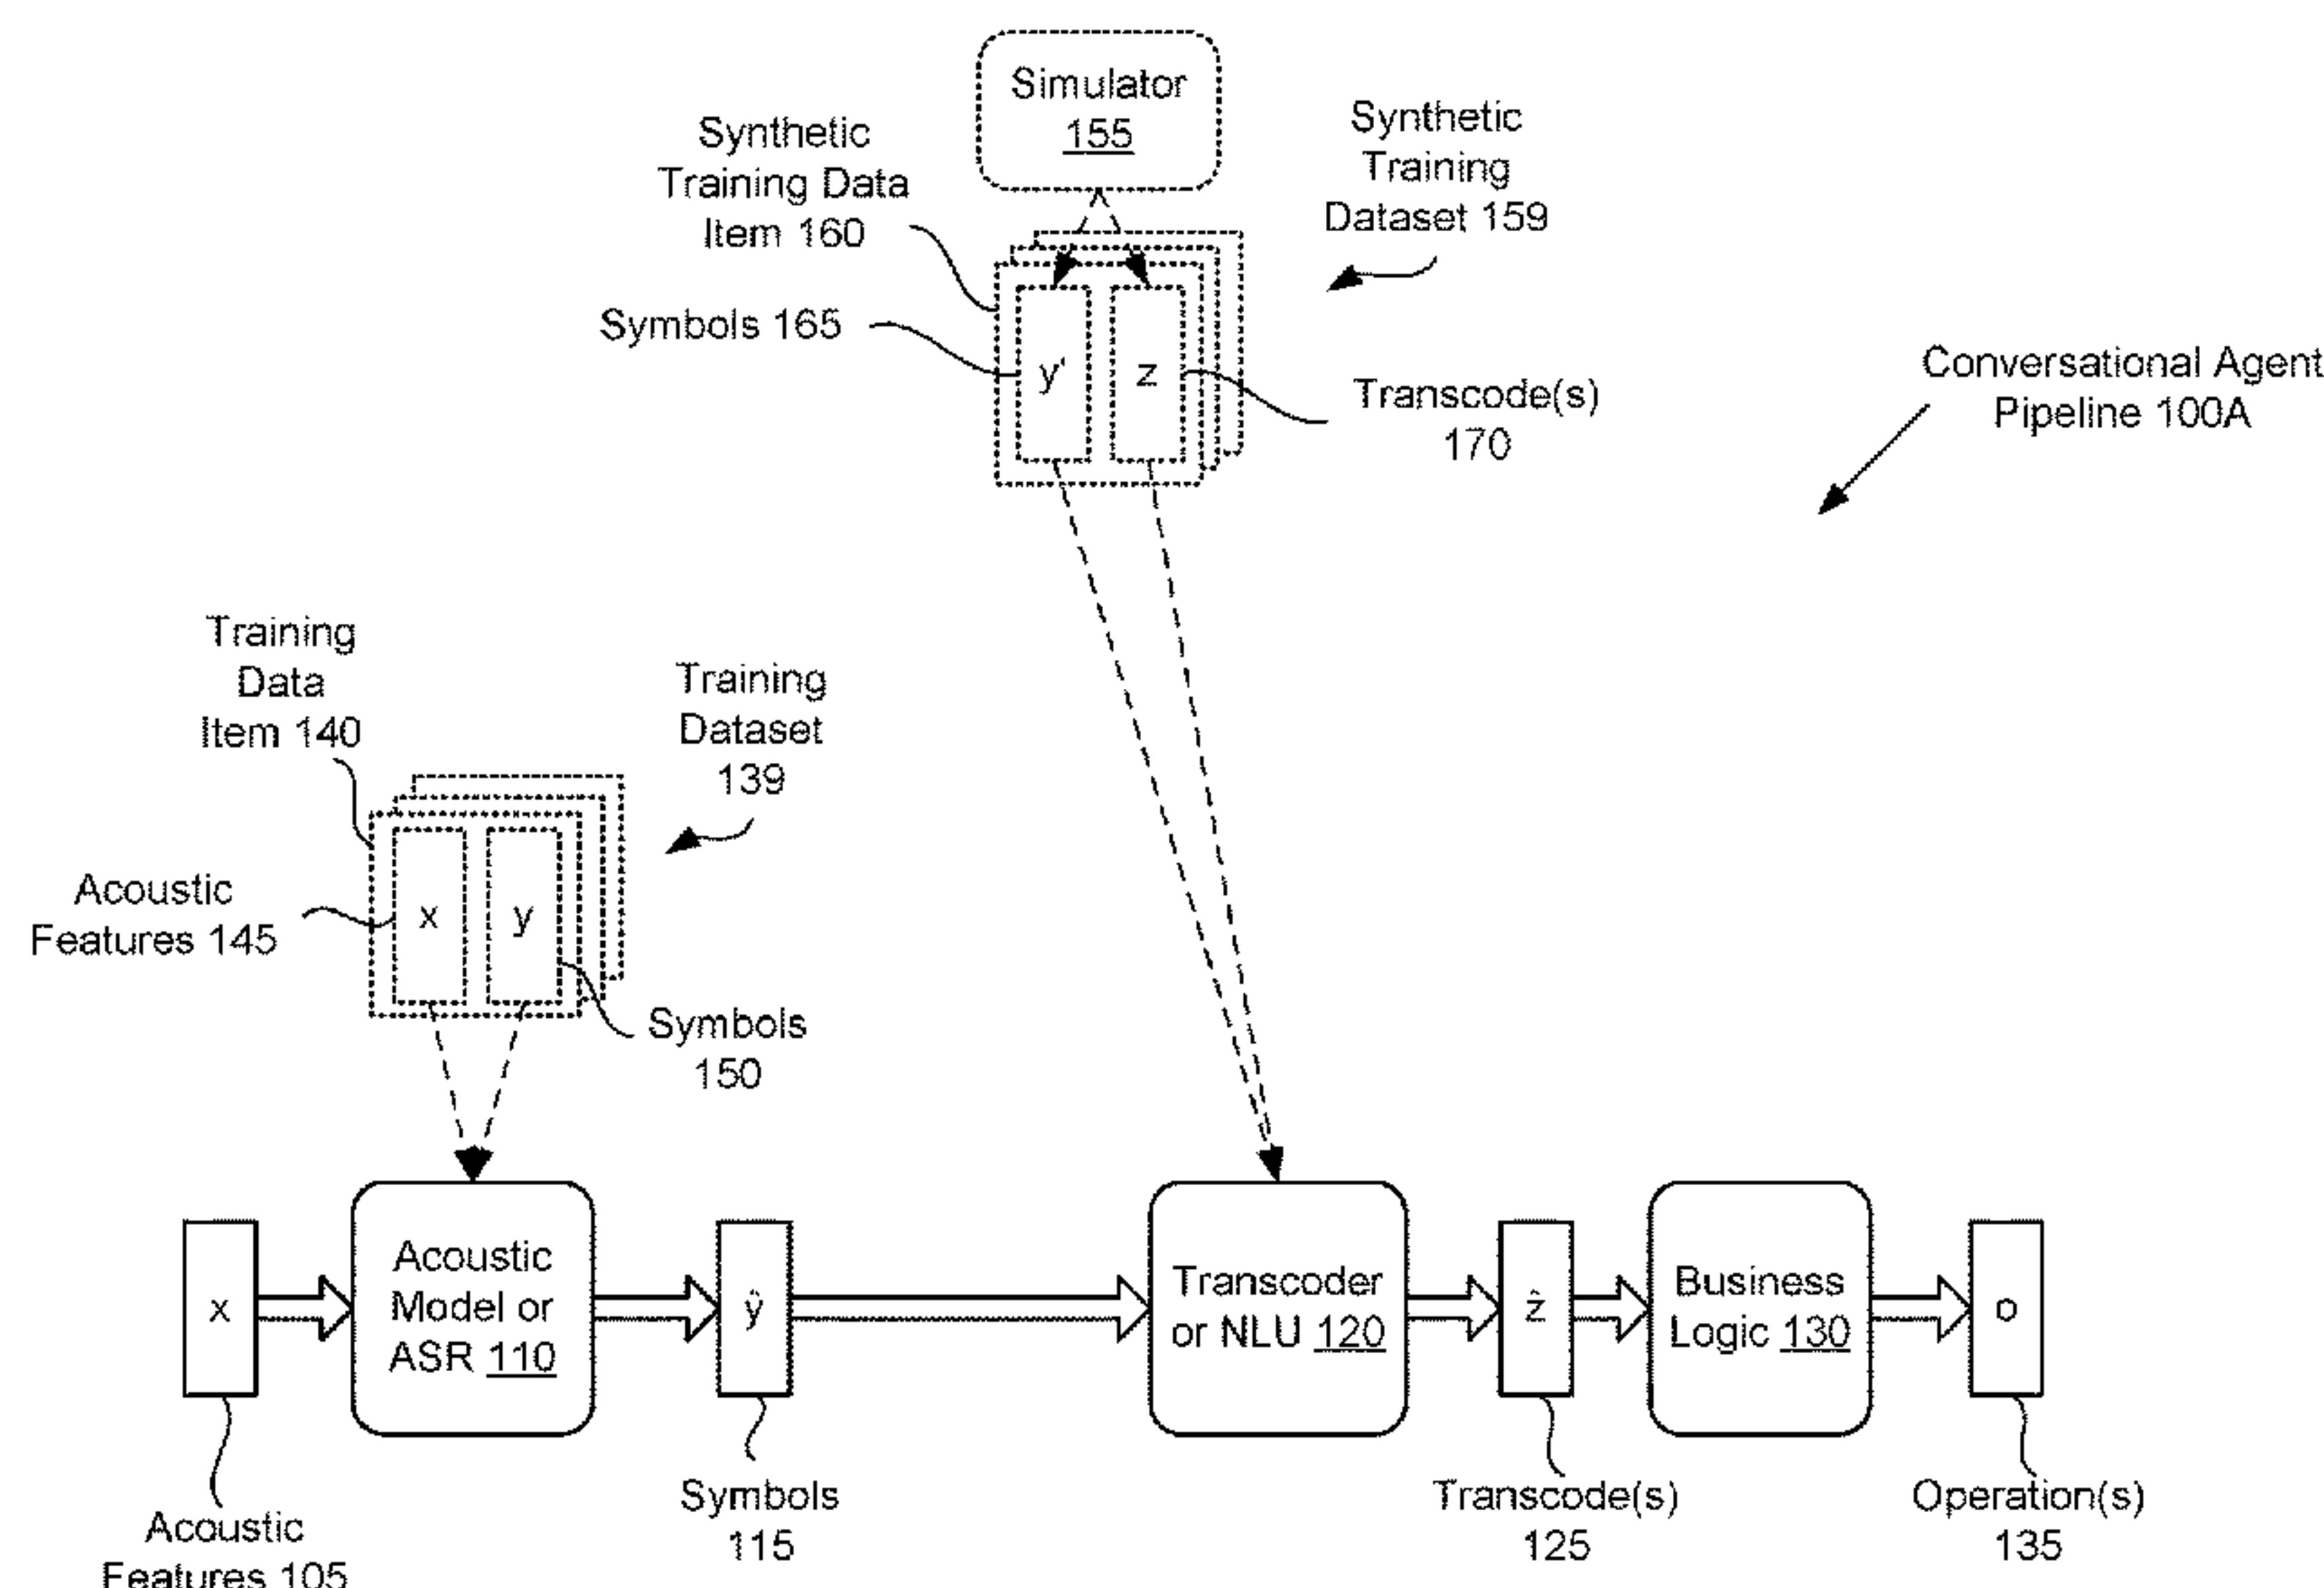 Simulator
155
Synthetic
Training Data
Item 160
Synthetic
Training
Dataset 159
Symbols 165
y'
z
Transcode(s)
170
Conversational Agent
Pipeline 100A
Training
Data
Item 140
Training
Dataset
139
Acoustic
Features 145
x
y
Symbols
150
x
Acoustic
Model or
ASR 110
ŷ
Transcoder
or NLU 120
ẑ
Business
Logic 130
o
Acoustic
Features 105
Symbols
115
Transcode(s)
125
Operation(s)
135